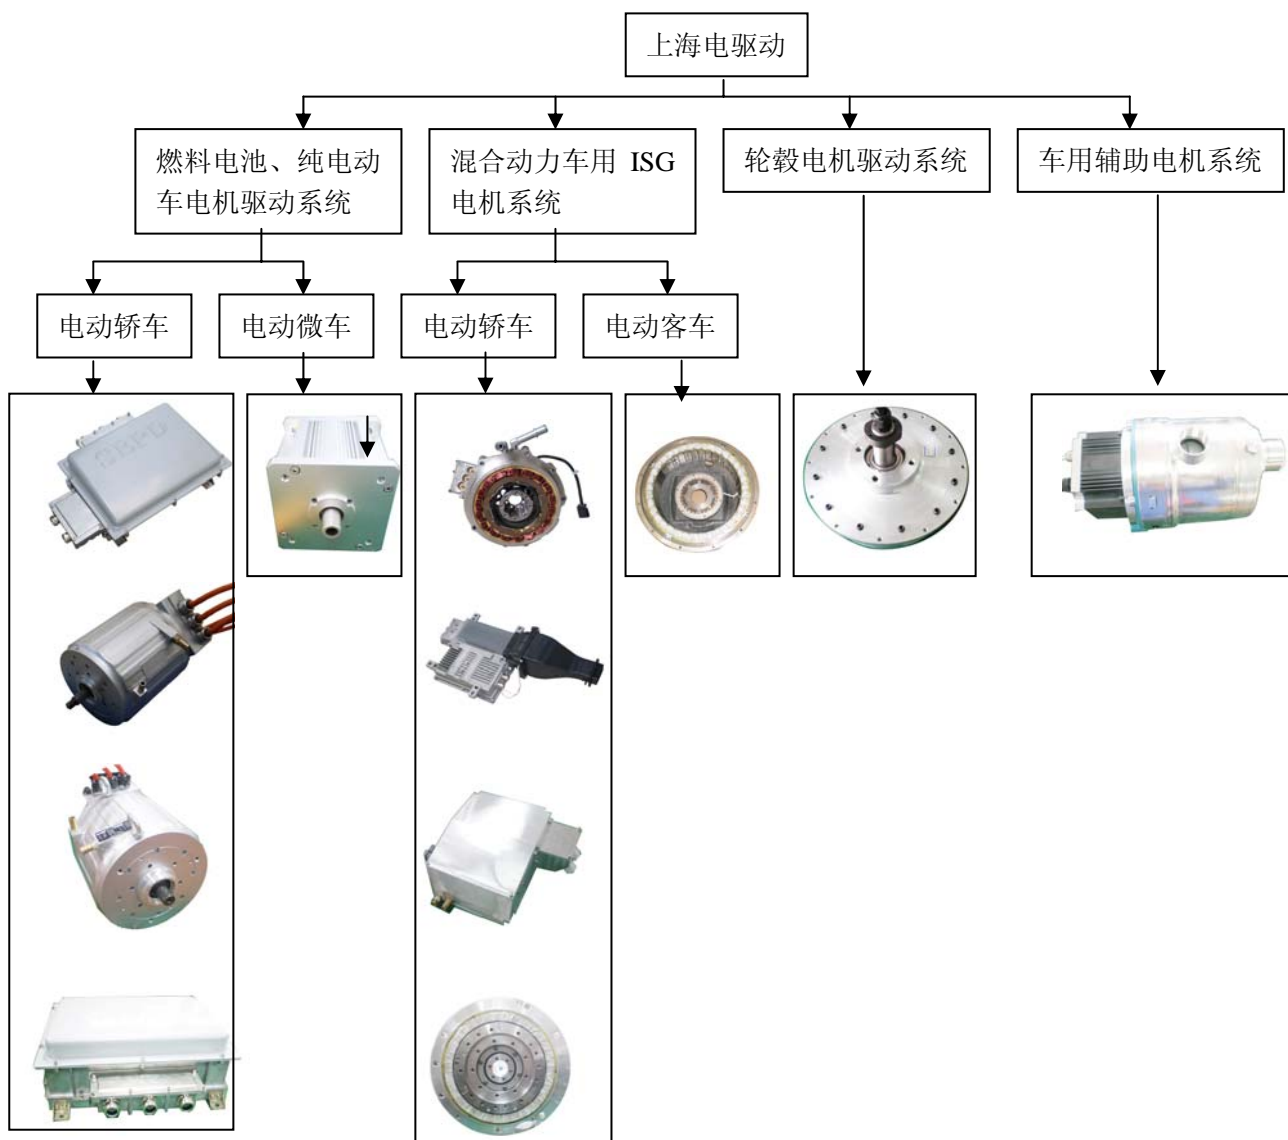 上海电驱动
燃料电池、纯电动
车电机驱动系统
混合动力车用 ISG
电机系统
轮毂电机驱动系统
车用辅助电机系统
电动轿车
电动微车
电动轿车
电动客车